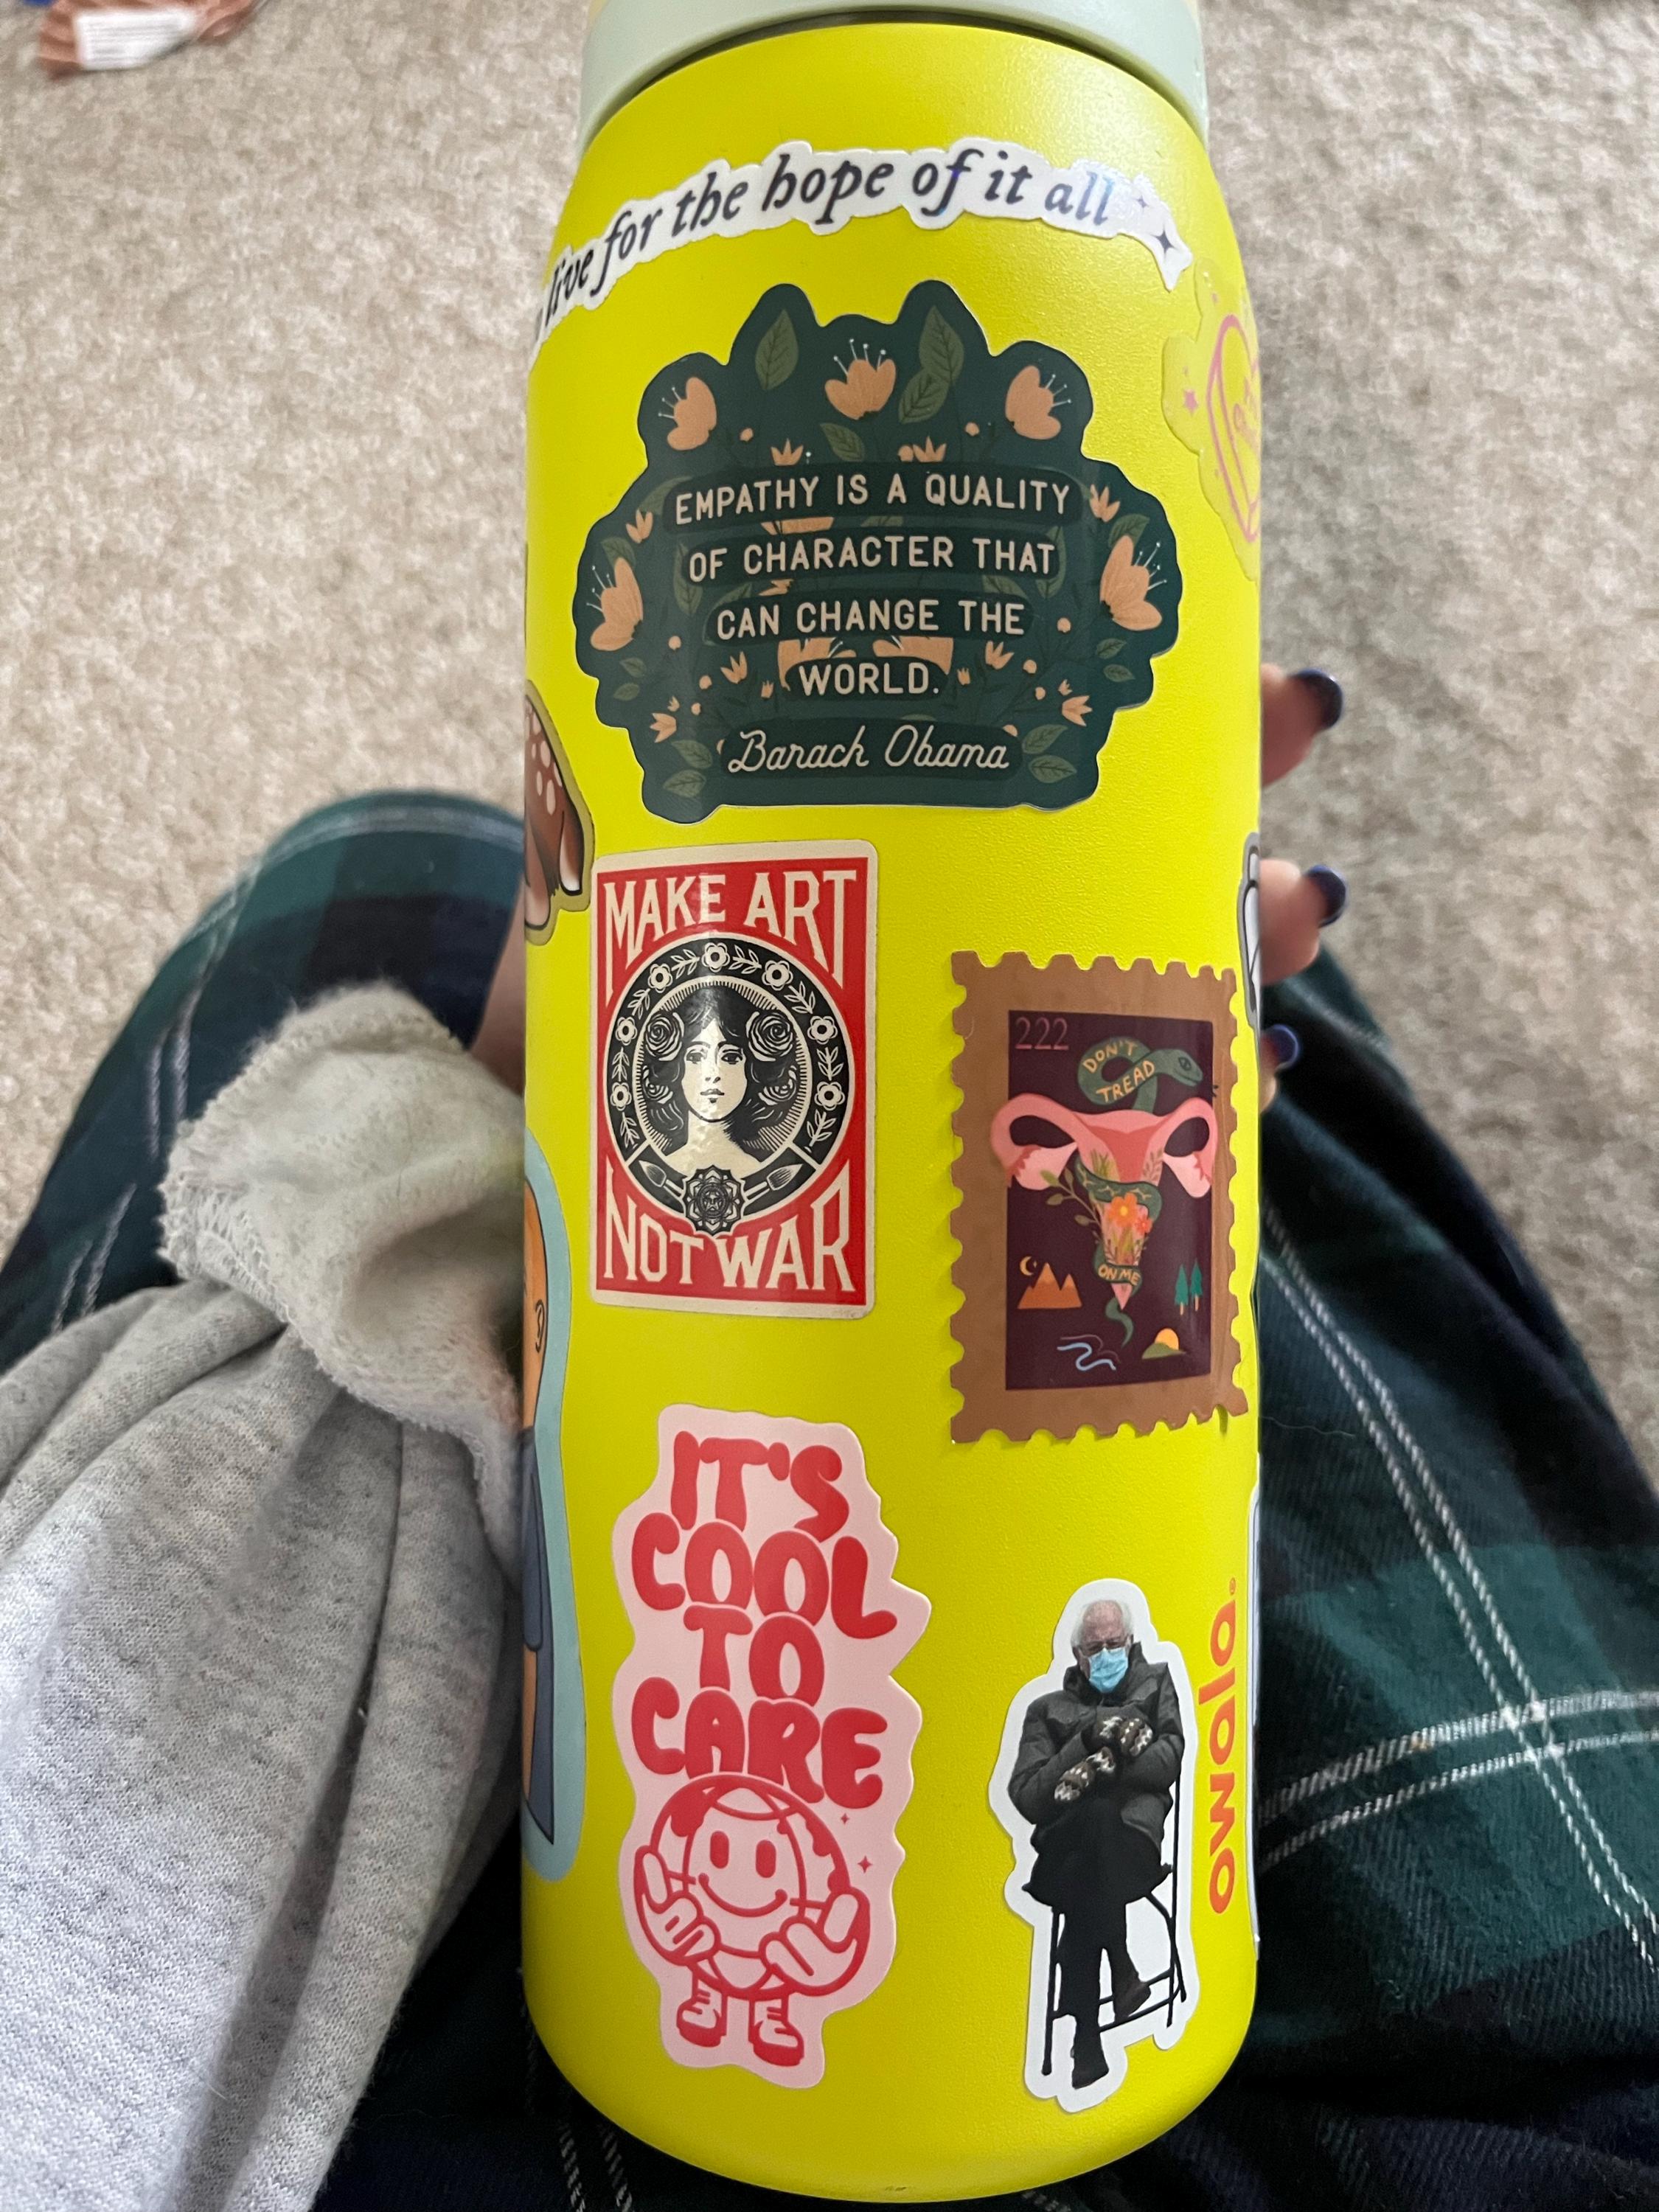 live for the hope of it all
EMPATHY IS A QUALITY
OF CHARACTER THAT
CAN CHANGE THE
WORLD.
Barack Obama
MAKE ART
NOT WAR
222
DON'T
TREAD
ON ME
IT'S
COOL
TO
CARE
owala